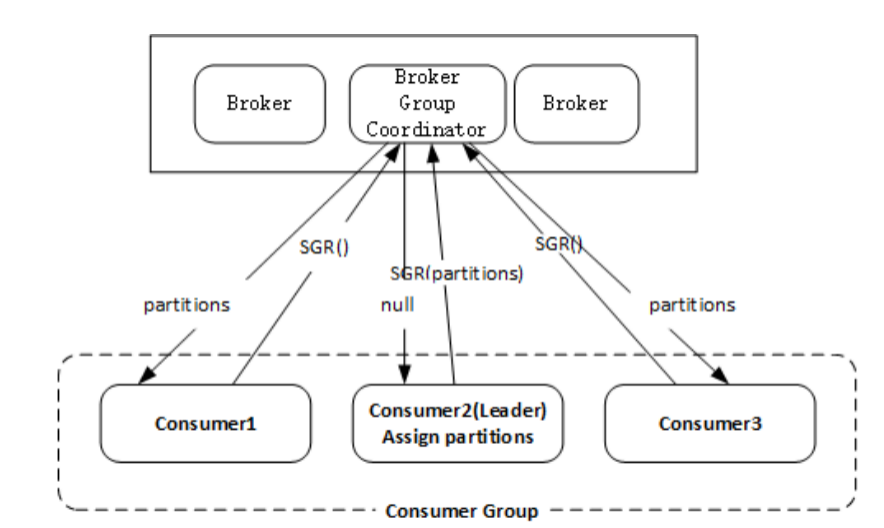 Broker
Broker
Group
Coordinator
Broker
SGR()
SGR()
SGR(partitions)
partitions
null
partitions
Consumer1
Consumer2(Leader)
Assign partitions
Consumer3
Consumer Group